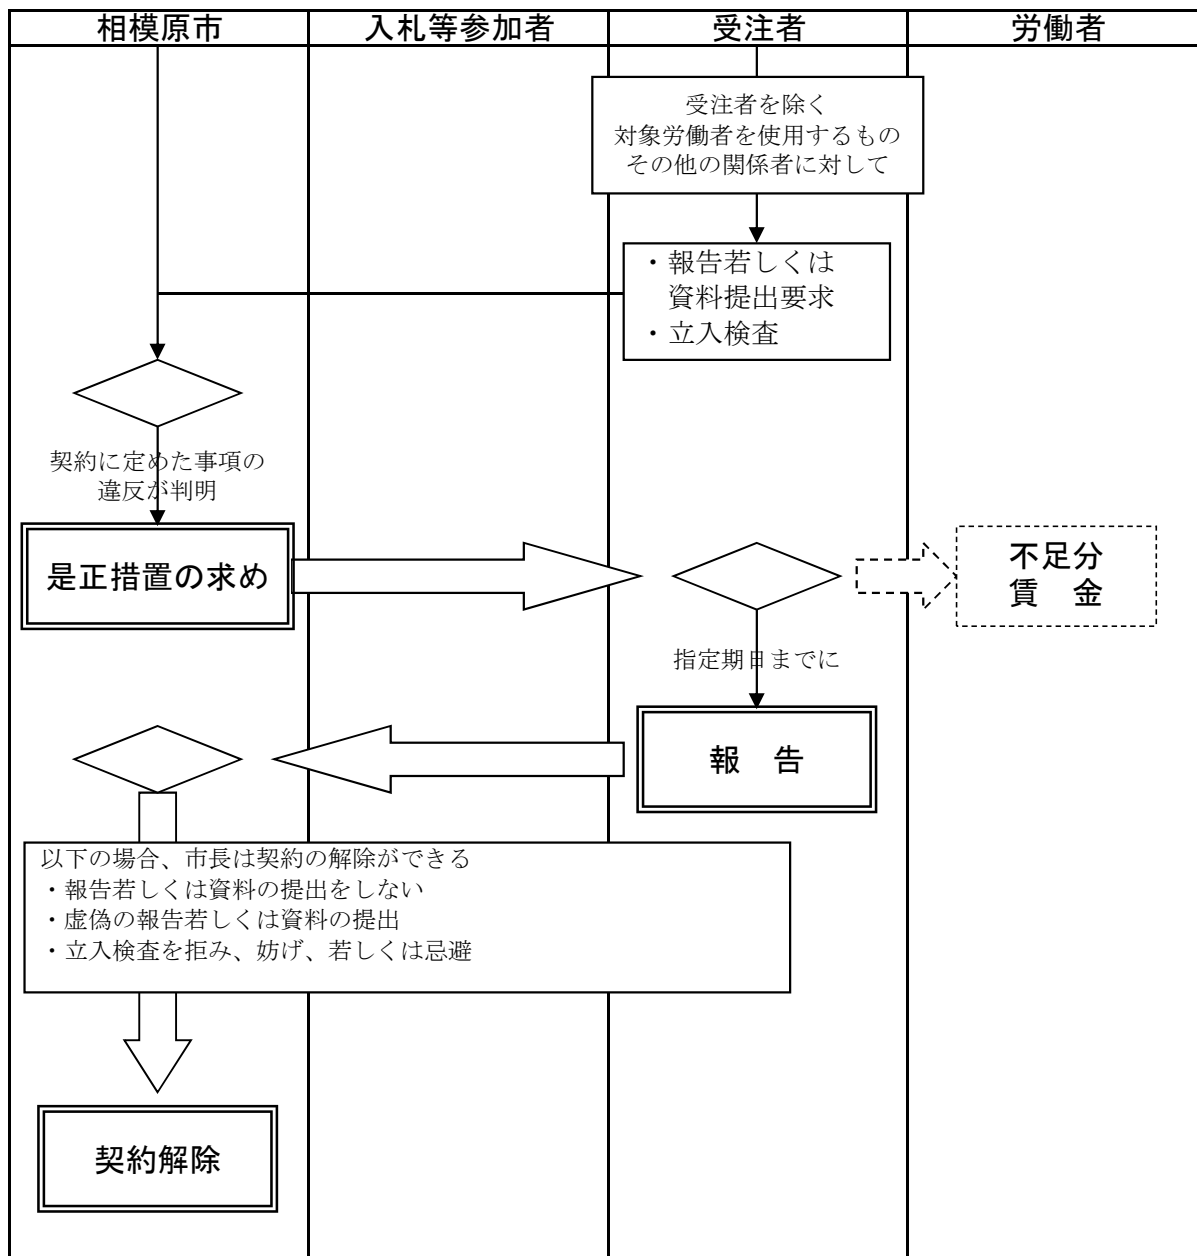 相模原市
入札等参加者
受注者
労働者
受注者を除く
対象労働者を使用するもの
その他の関係者に対して
・報告若しくは
資料提出要求
・立入検査
契約に定めた事項の
違反が判明
是正措置の求め
不足分
賃　金
指定期日までに
報　告
以下の場合、市長は契約の解除ができる
・報告若しくは資料の提出をしない
・虚偽の報告若しくは資料の提出
・立入検査を拒み、妨げ、若しくは忌避
契約解除